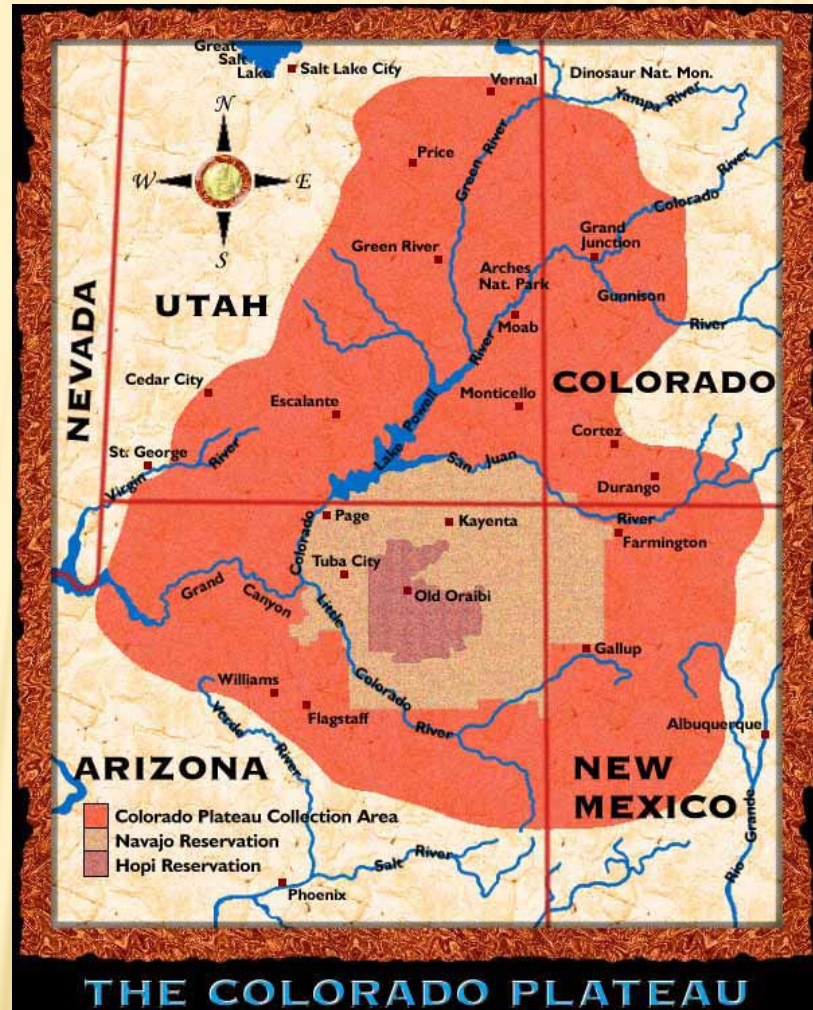 Great
Salt
Lake
Salt Lake City
Vernal
Dinosaur Nat. Mon.
Yampa River
N
W E
S
Price
Green River
Colorado River
Grand
Junction
Green River
Arches
Nat. Park
Gunnison
River
Moab
NEVADA
UTAH
River
COLORADO
Cedar City
Escalante
Lake Powell
Monticello
Cortez
St. George
Virgin River
San Juan
Durango
Page
Kayenta
River
Farmington
Colorado
Tuba City
Grand
Canyon
Little
Old Oraibi
Gallup
Williams
Colorado
River
Flagstaff
Verde
River
Albuquerque
ARIZONA
NEW
MEXICO
Colorado Plateau Collection Area
Navajo Reservation
Hopi Reservation
Salt River
Rio Grande
Phoenix
THE COLORADO PLATEAU